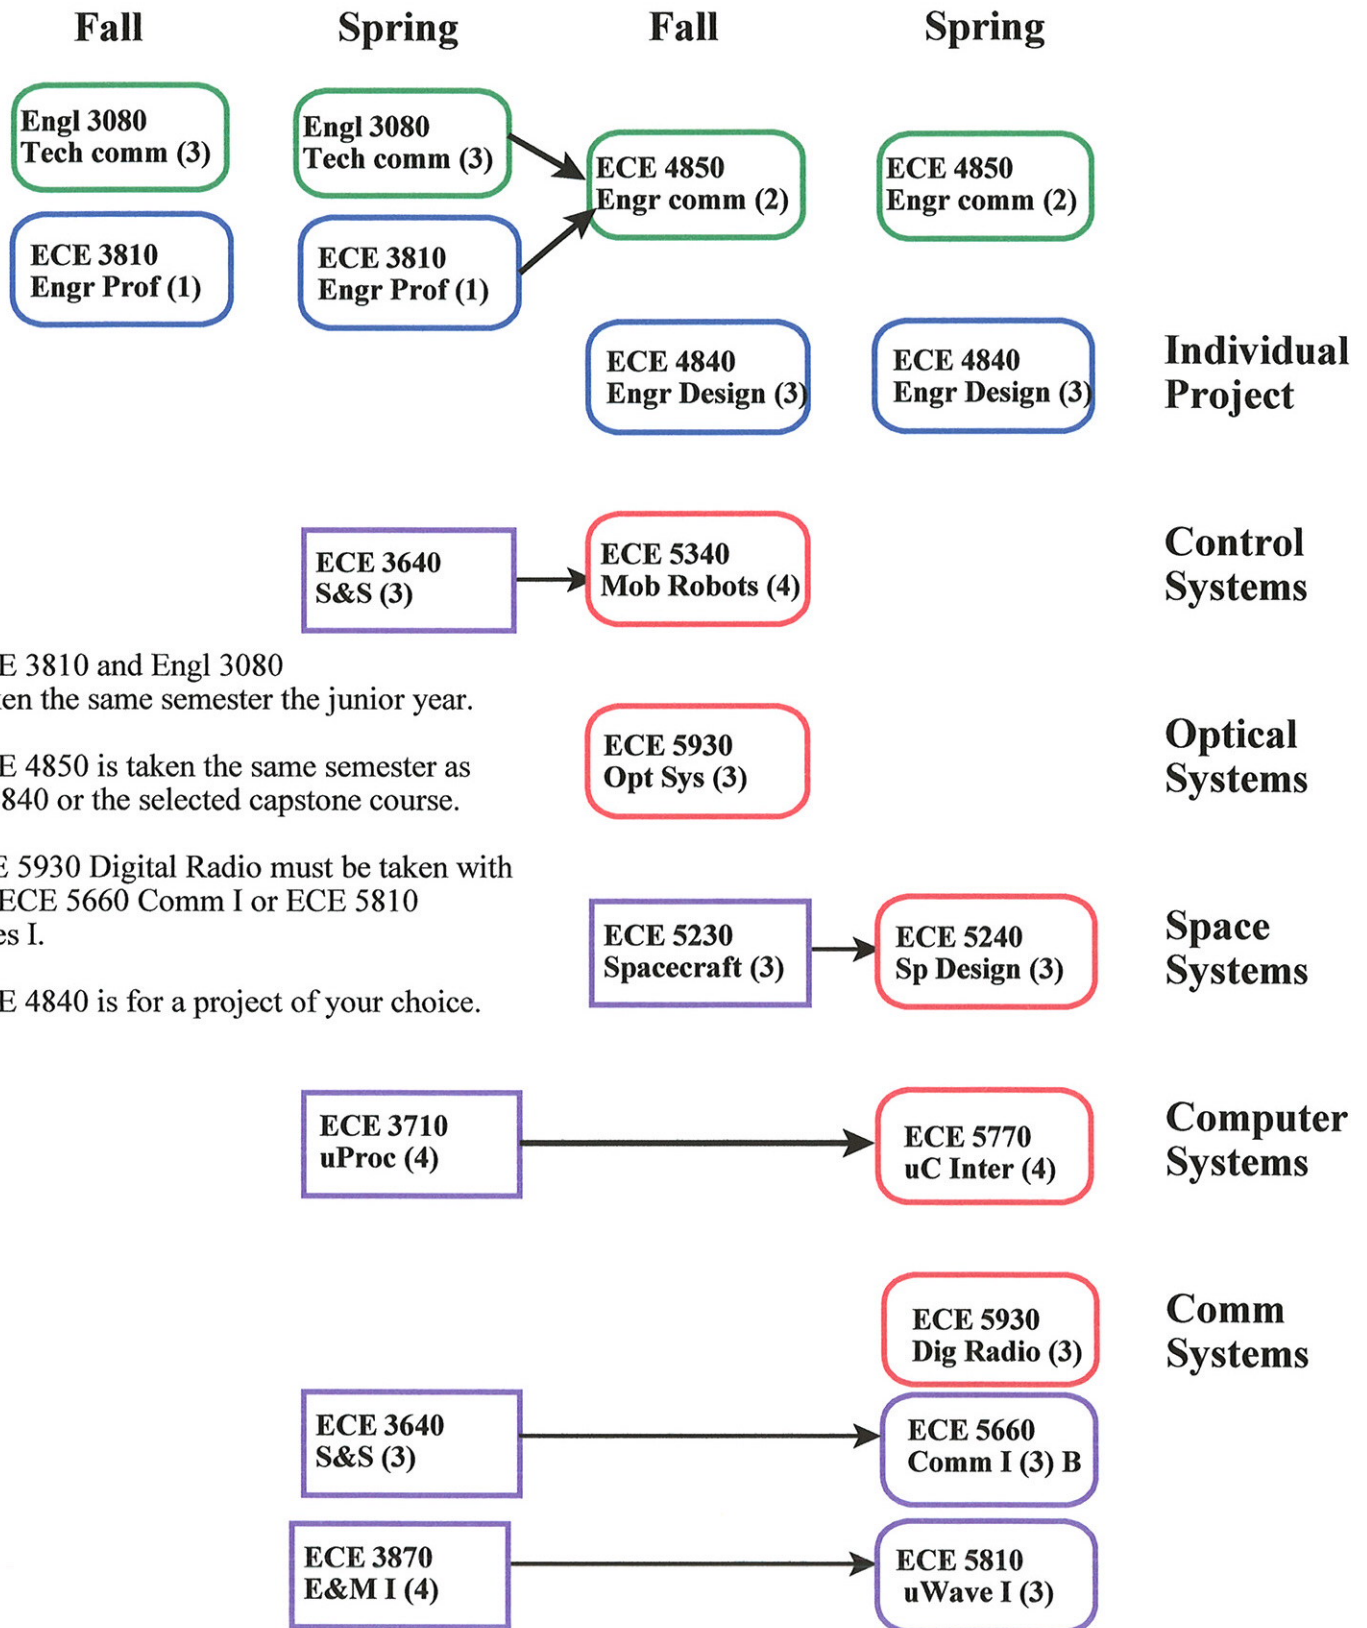 Fall Spring Fall Spring
Engl 3080
Tech comm (3)
Engl 3080
Tech comm (3)
ECE 4850
Engr comm (2)
ECE 4850
Engr comm (2)
ECE 3810
Engr Prof (1)
ECE 3810
Engr Prof (1)
ECE 4840
Engr Design (3)
ECE 4840
Engr Design (3)
Individual
Project
ECE 3640
S&S (3)
ECE 5340
Mob Robots (4)
Control
Systems
E 3810 and Engl 3080
ken the same semester the junior year.
E 4850 is taken the same semester as
840 or the selected capstone course.
E 5930 Digital Radio must be taken with
ECE 5660 Comm I or ECE 5810
es I.
E 4840 is for a project of your choice.
ECE 5930
Opt Sys (3)
Optical
Systems
ECE 5230
Spacecraft (3)
ECE 5240
Sp Design (3)
Space
Systems
ECE 3710
uProc (4)
ECE 5770
uC Inter (4)
Computer
Systems
ECE 5930
Dig Radio (3)
Comm
Systems
ECE 3640
S&S (3)
ECE 5660
Comm I (3) B
ECE 3870
E&M I (4)
ECE 5810
uWave I (3)